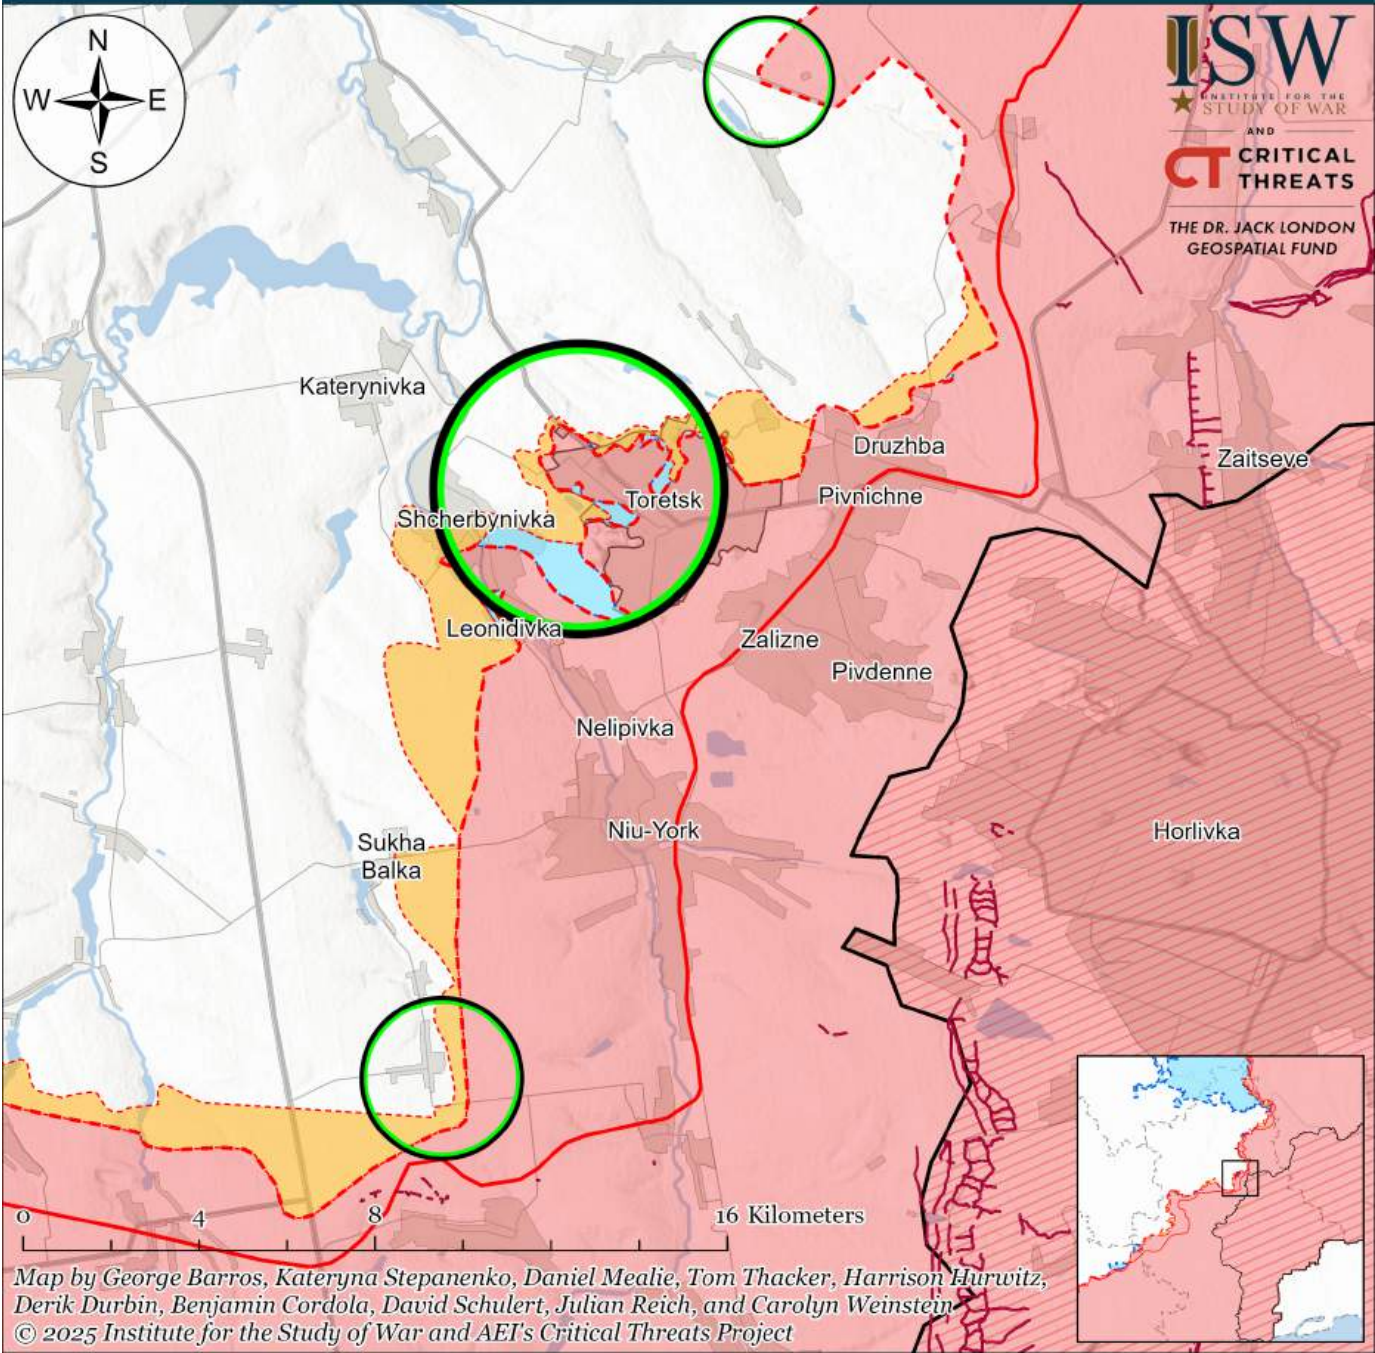 N
W E
S
ISW
INSTITUTE FOR THE
STUDY OF WAR
AND
CT CRITICAL
THREATS
THE DR. JACK LONDON
GEOSPATIAL FUND
Katerynivka
Druzhba
Zaitseve
Toretsk
Pivnichne
Shcherbynivka
Leonidivka
Zalizne
Pivdenne
Nelipivka
Niu-York
Horlivka
Sukha
Balka
0 4 8 16 Kilometers
Map by George Barros, Kateryna Stepanenko, Daniel Mealie, Tom Thacker, Harrison Hurwitz,
Derik Durbin, Benjamin Cordola, David Schulert, Julian Reich, and Carolyn Weinstein
© 2025 Institute for the Study of War and AEI's Critical Threats Project